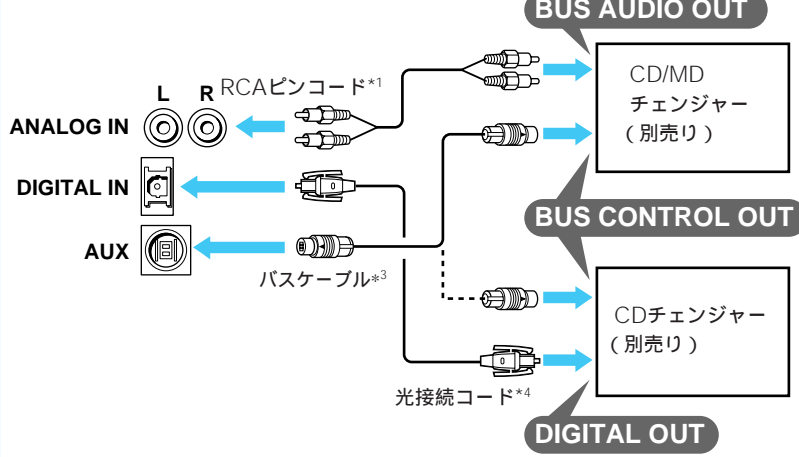 BUS AUDIO OUT
L R RCAピンコード*1
ANALOG IN
CD/MD
チェンジャー
(別売り)
DIGITAL IN
BUS CONTROL OUT
AUX
バスケーブル*3
CDチェンジャー
(別売り)
光接続コード*4
DIGITAL OUT